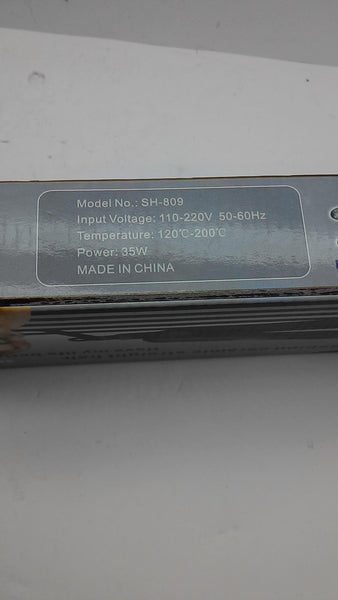 Model No.: SH-809
Input Voltage: 110-220V 50-60Hz
Temperature: 120℃-200℃
Power: 35W
MADE IN CHINA